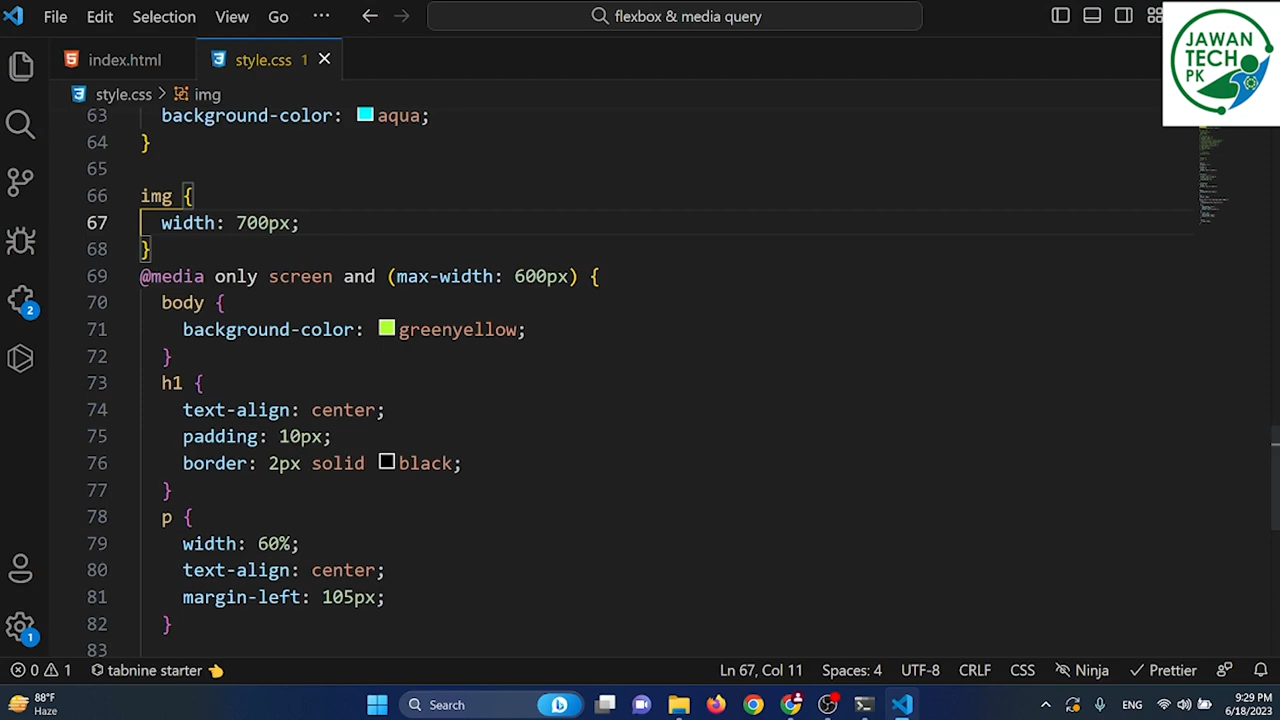 File Edit Selection View Go ··· flexbox & media query
JAWAN
TECH
PK
index.html style.css 1
style.css > img
63 background-color: aqua;
64 }
65
66 img {
67 width: 700px;
68 }
69 @media only screen and (max-width: 600px) {
70 body {
71 background-color: greenyellow;
72 }
73 h1 {
74 text-align: center;
75 padding: 10px;
76 border: 2px solid black;
77 }
78 p {
79 width: 60%;
80 text-align: center;
81 margin-left: 105px;
82 }
83
2
1
0 1 tabnine starter 👈 Ln 67, Col 11 Spaces: 4 UTF-8 CRLF CSS Ninja Prettier
88°F
Haze
Search
ENG
9:29 PM
6/18/2023